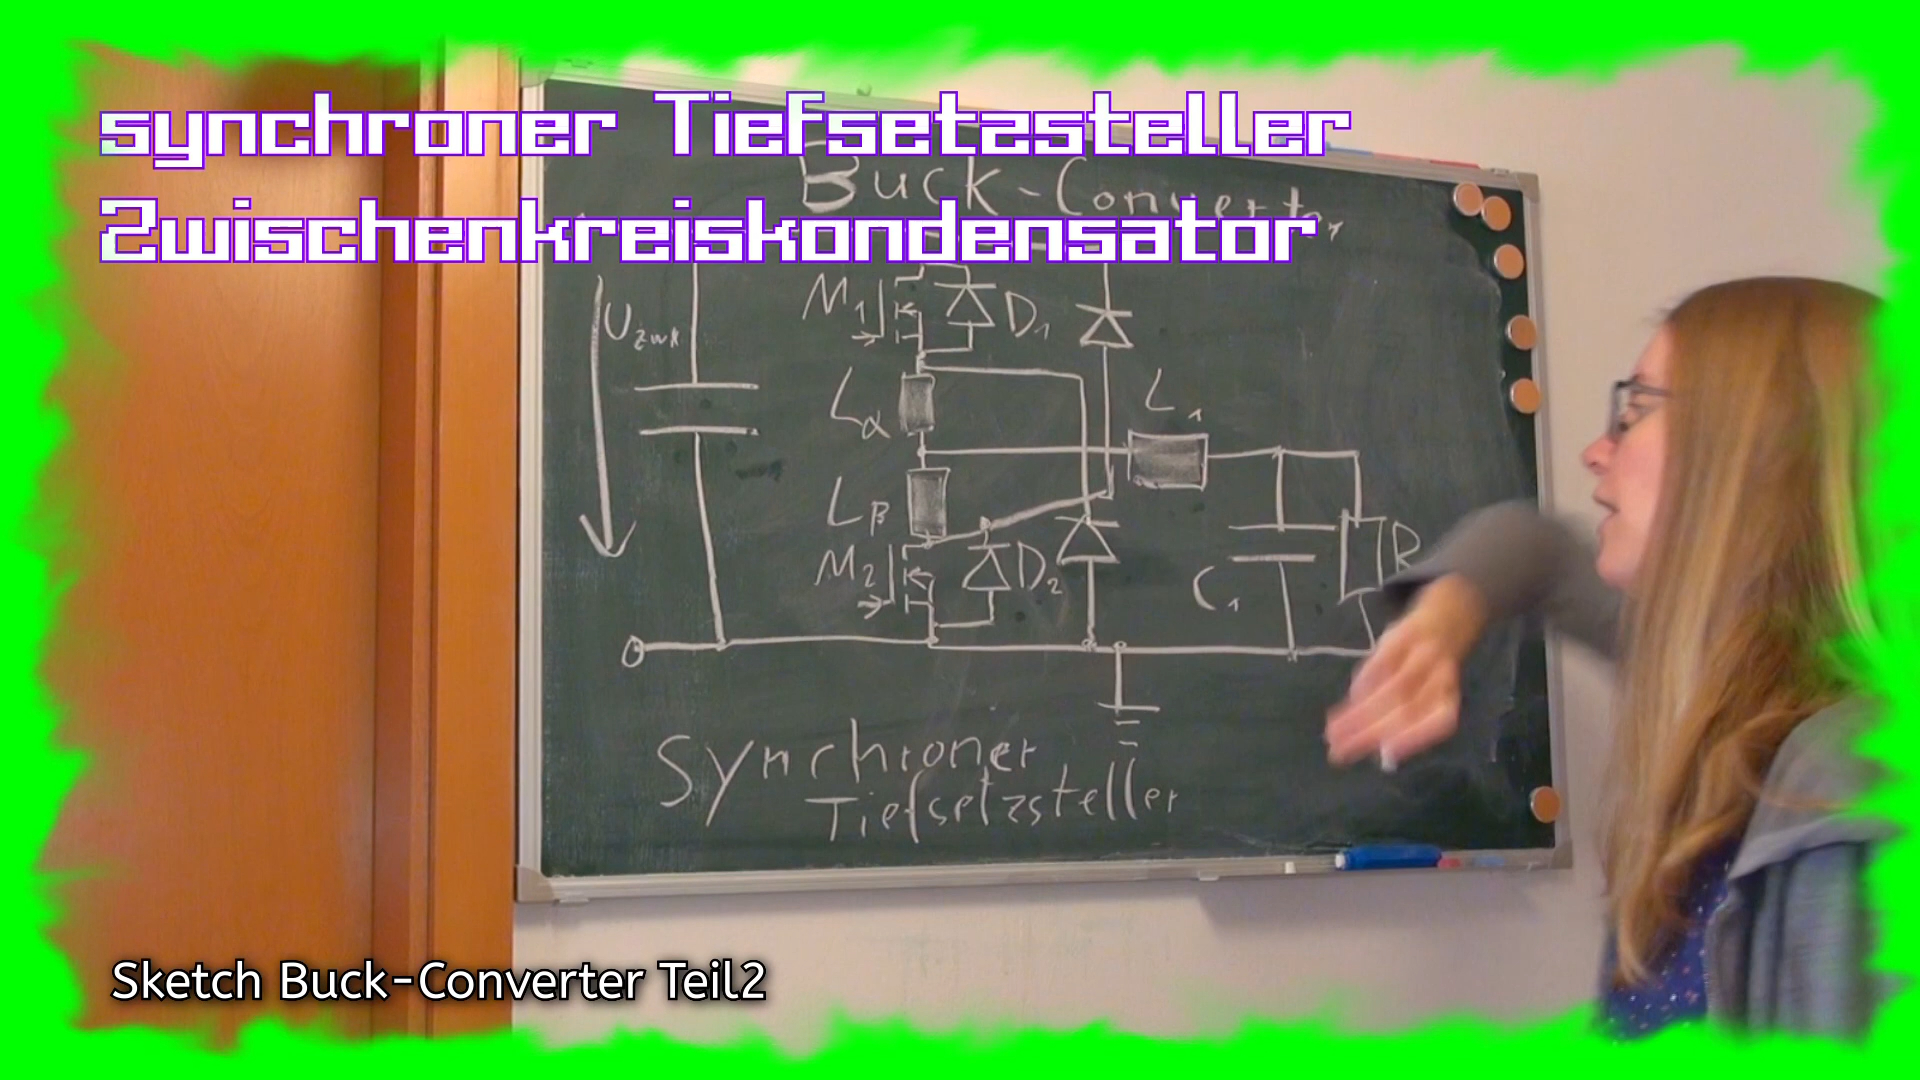 synchroner Tiefsetzsteller
Buck-Converter
Zwischenkreiskondensator
M1
D1
Uzwk
Lα
L1
Lβ
M2
D2
C1
R
Synchroner
Tiefsetzsteller
Sketch Buck-Converter Teil2